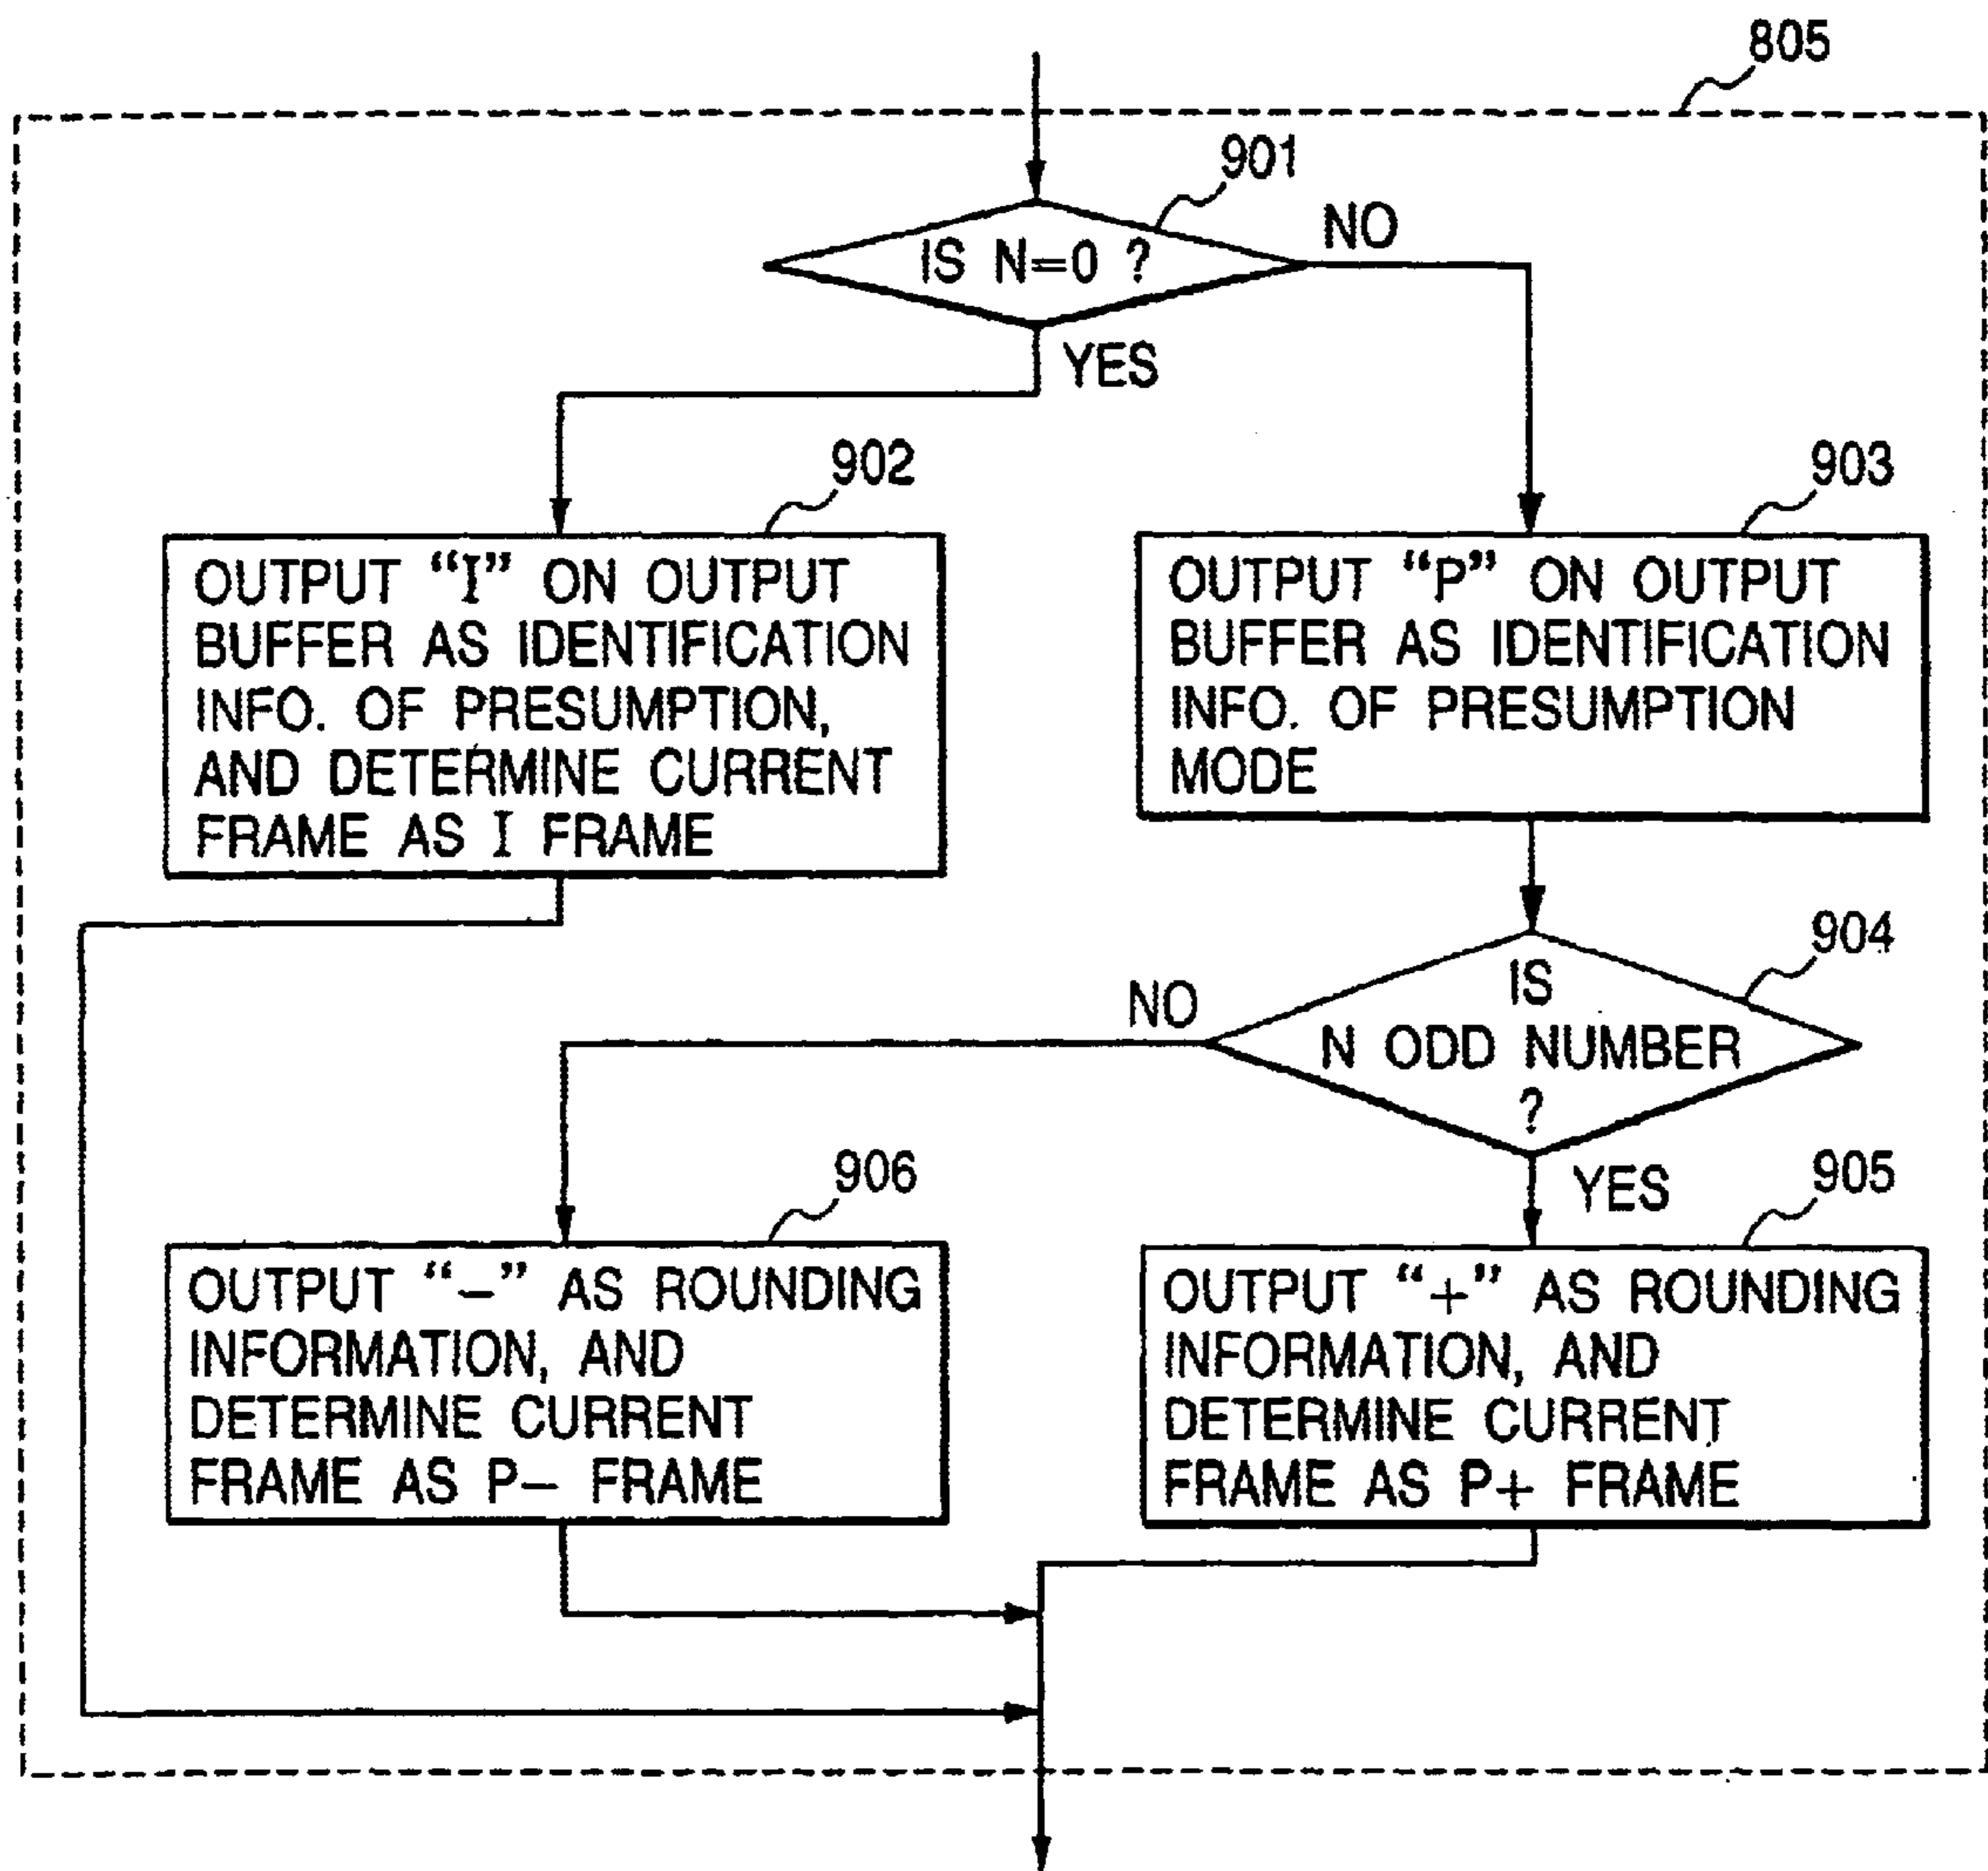 805
901
IS N=0 ?
NO
YES
902
OUTPUT “I” ON OUTPUT
BUFFER AS IDENTIFICATION
INFO. OF PRESUMPTION,
AND DETERMINE CURRENT
FRAME AS I FRAME
903
OUTPUT “P” ON OUTPUT
BUFFER AS IDENTIFICATION
INFO. OF PRESUMPTION
MODE
904
IS
N ODD NUMBER
?
NO
YES
906
OUTPUT “–” AS ROUNDING
INFORMATION, AND
DETERMINE CURRENT
FRAME AS P– FRAME
905
OUTPUT “+” AS ROUNDING
INFORMATION, AND
DETERMINE CURRENT
FRAME AS P+ FRAME